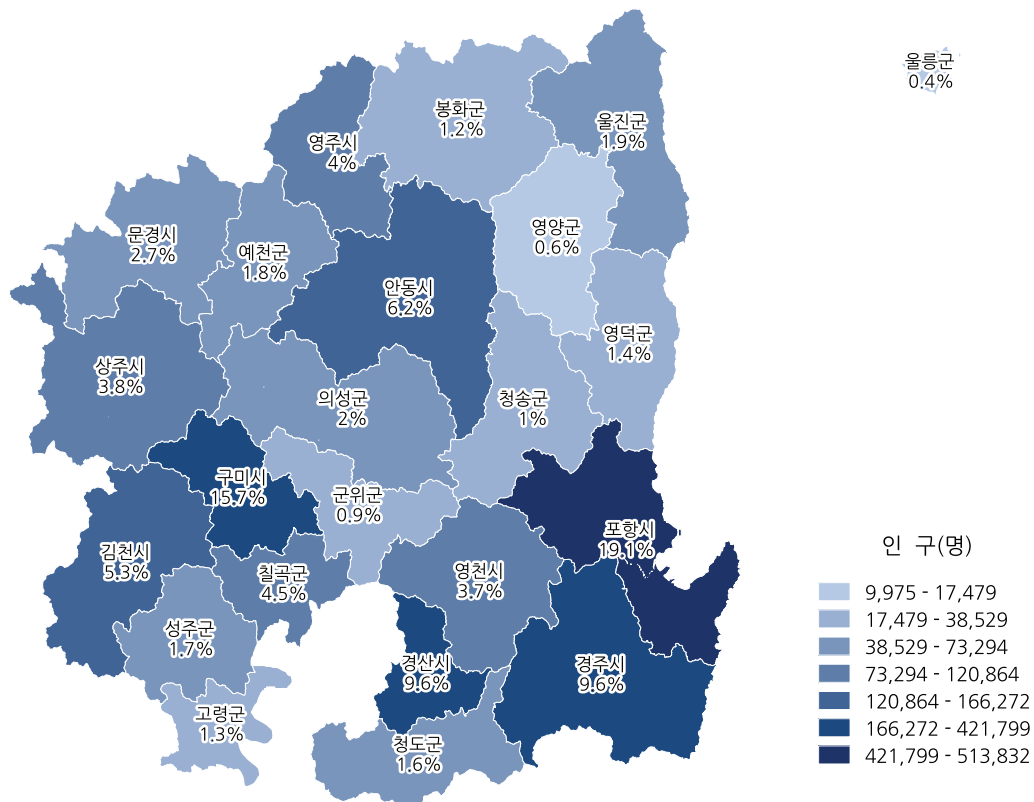 울릉군
0.4%
봉화군
1.2%
울진군
1.9%
영주시
4%
문경시
2.7%
예천군
1.8%
영양군
0.6%
안동시
6.2%
영덕군
1.4%
상주시
3.8%
의성군
2%
청송군
1%
구미시
15.7%
군위군
0.9%
포항시
19.1%
김천시
5.3%
칠곡군
4.5%
영천시
3.7%
성주군
1.7%
경산시
9.6%
경주시
9.6%
고령군
1.3%
청도군
1.6%
인 구(명)
9,975 - 17,479
17,479 - 38,529
38,529 - 73,294
73,294 - 120,864
120,864 - 166,272
166,272 - 421,799
421,799 - 513,832